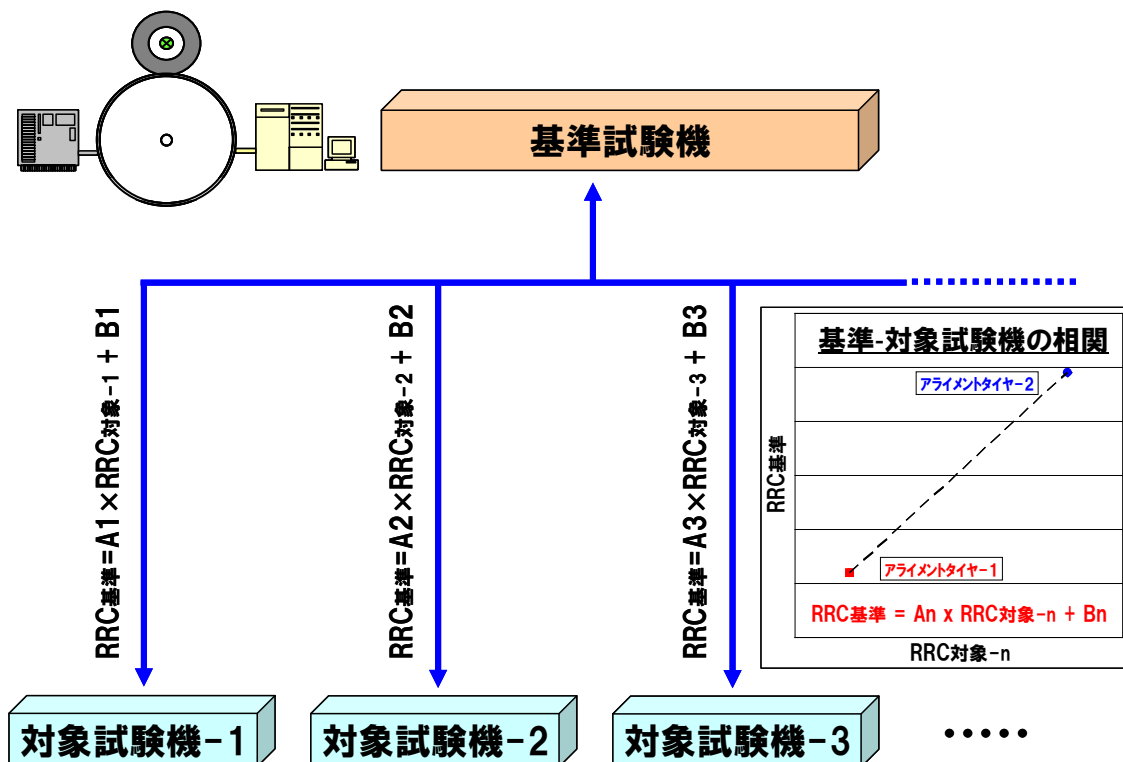 基準試験機
RRC基準=A1×RRC対象-1 + B1
RRC基準=A2×RRC対象-2 + B2
RRC基準=A3×RRC対象-3 + B3
基準-対象試験機の相関
アライメントタイヤ-2
RRC基準
アライメントタイヤ-1
RRC基準 = An x RRC対象-n + Bn
RRC対象-n
対象試験機-1
対象試験機-2
対象試験機-3
・・・・・